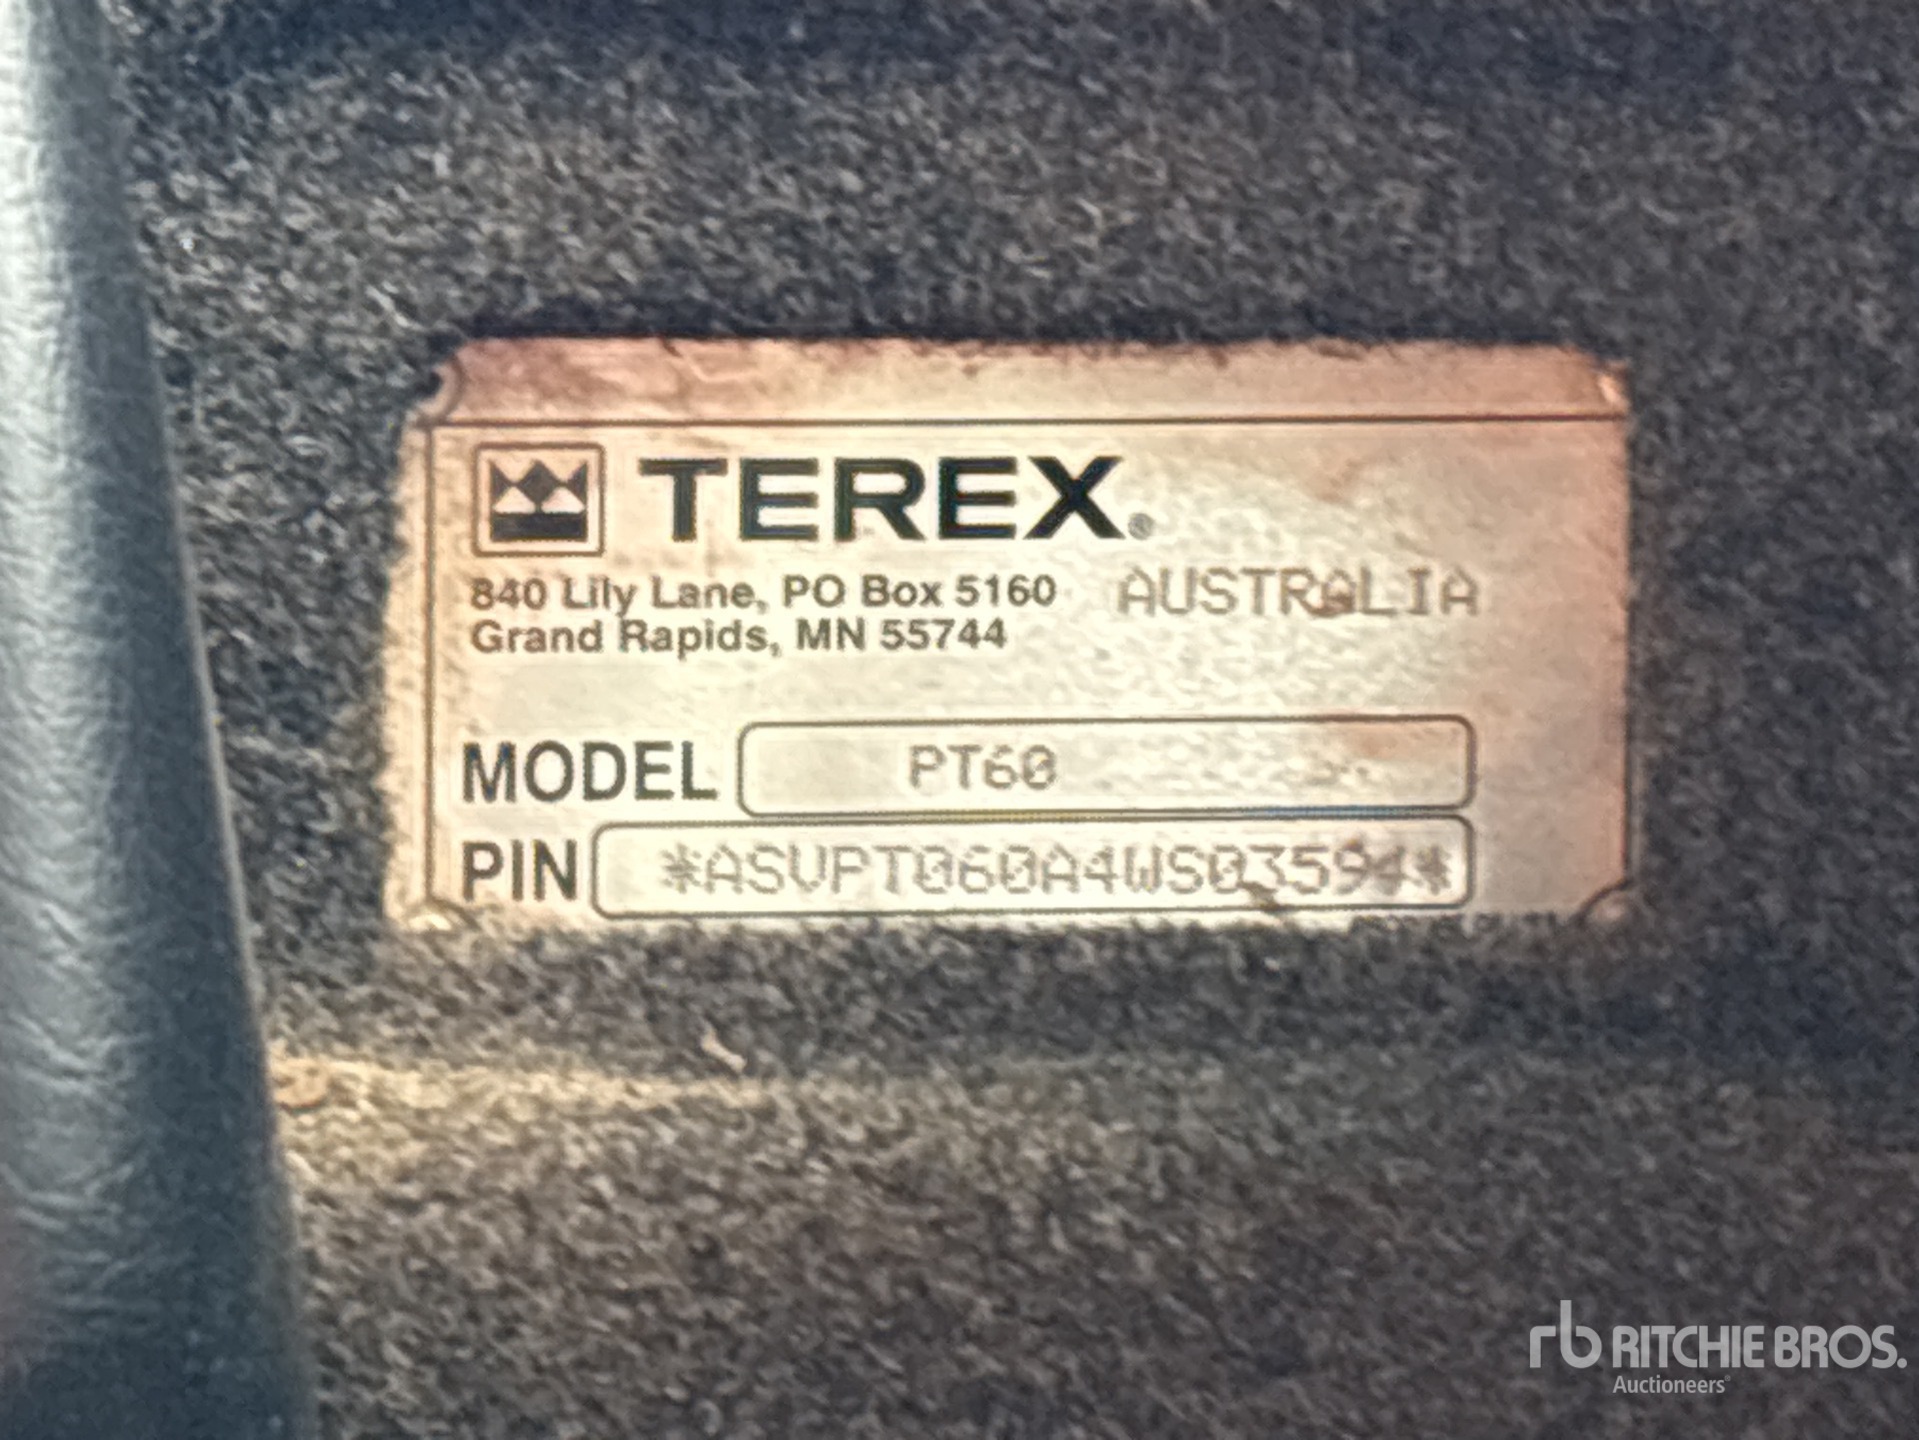 TEREX®
840 Lily Lane, PO Box 5160 AUSTRALIA
Grand Rapids, MN 55744
MODEL PT60
PIN *ASVPT060A4WS03594*
rb RITCHIE BROS.
Auctioneers